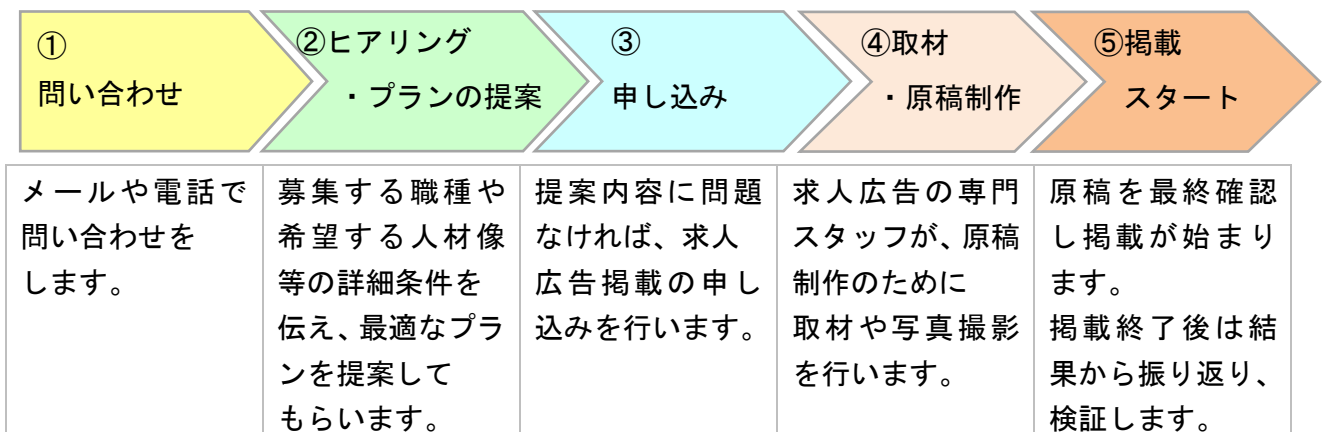 ①
問い合わせ
②ヒアリング
・プランの提案
③
申し込み
④取材
・原稿制作
⑤掲載
スタート
メールや電話で
問い合わせを
します。
募集する職種や
希望する人材像
等の詳細条件を
伝え、最適なプラ
ンを提案して
もらいます。
提案内容に問題
なければ、求人
広告掲載の申し
込みを行います。
求人広告の専門
スタッフが、原稿
制作のために
取材や写真撮影
を行います。
原稿を最終確認
し掲載が始まり
ます。
掲載終了後は結
果から振り返り、
検証します。